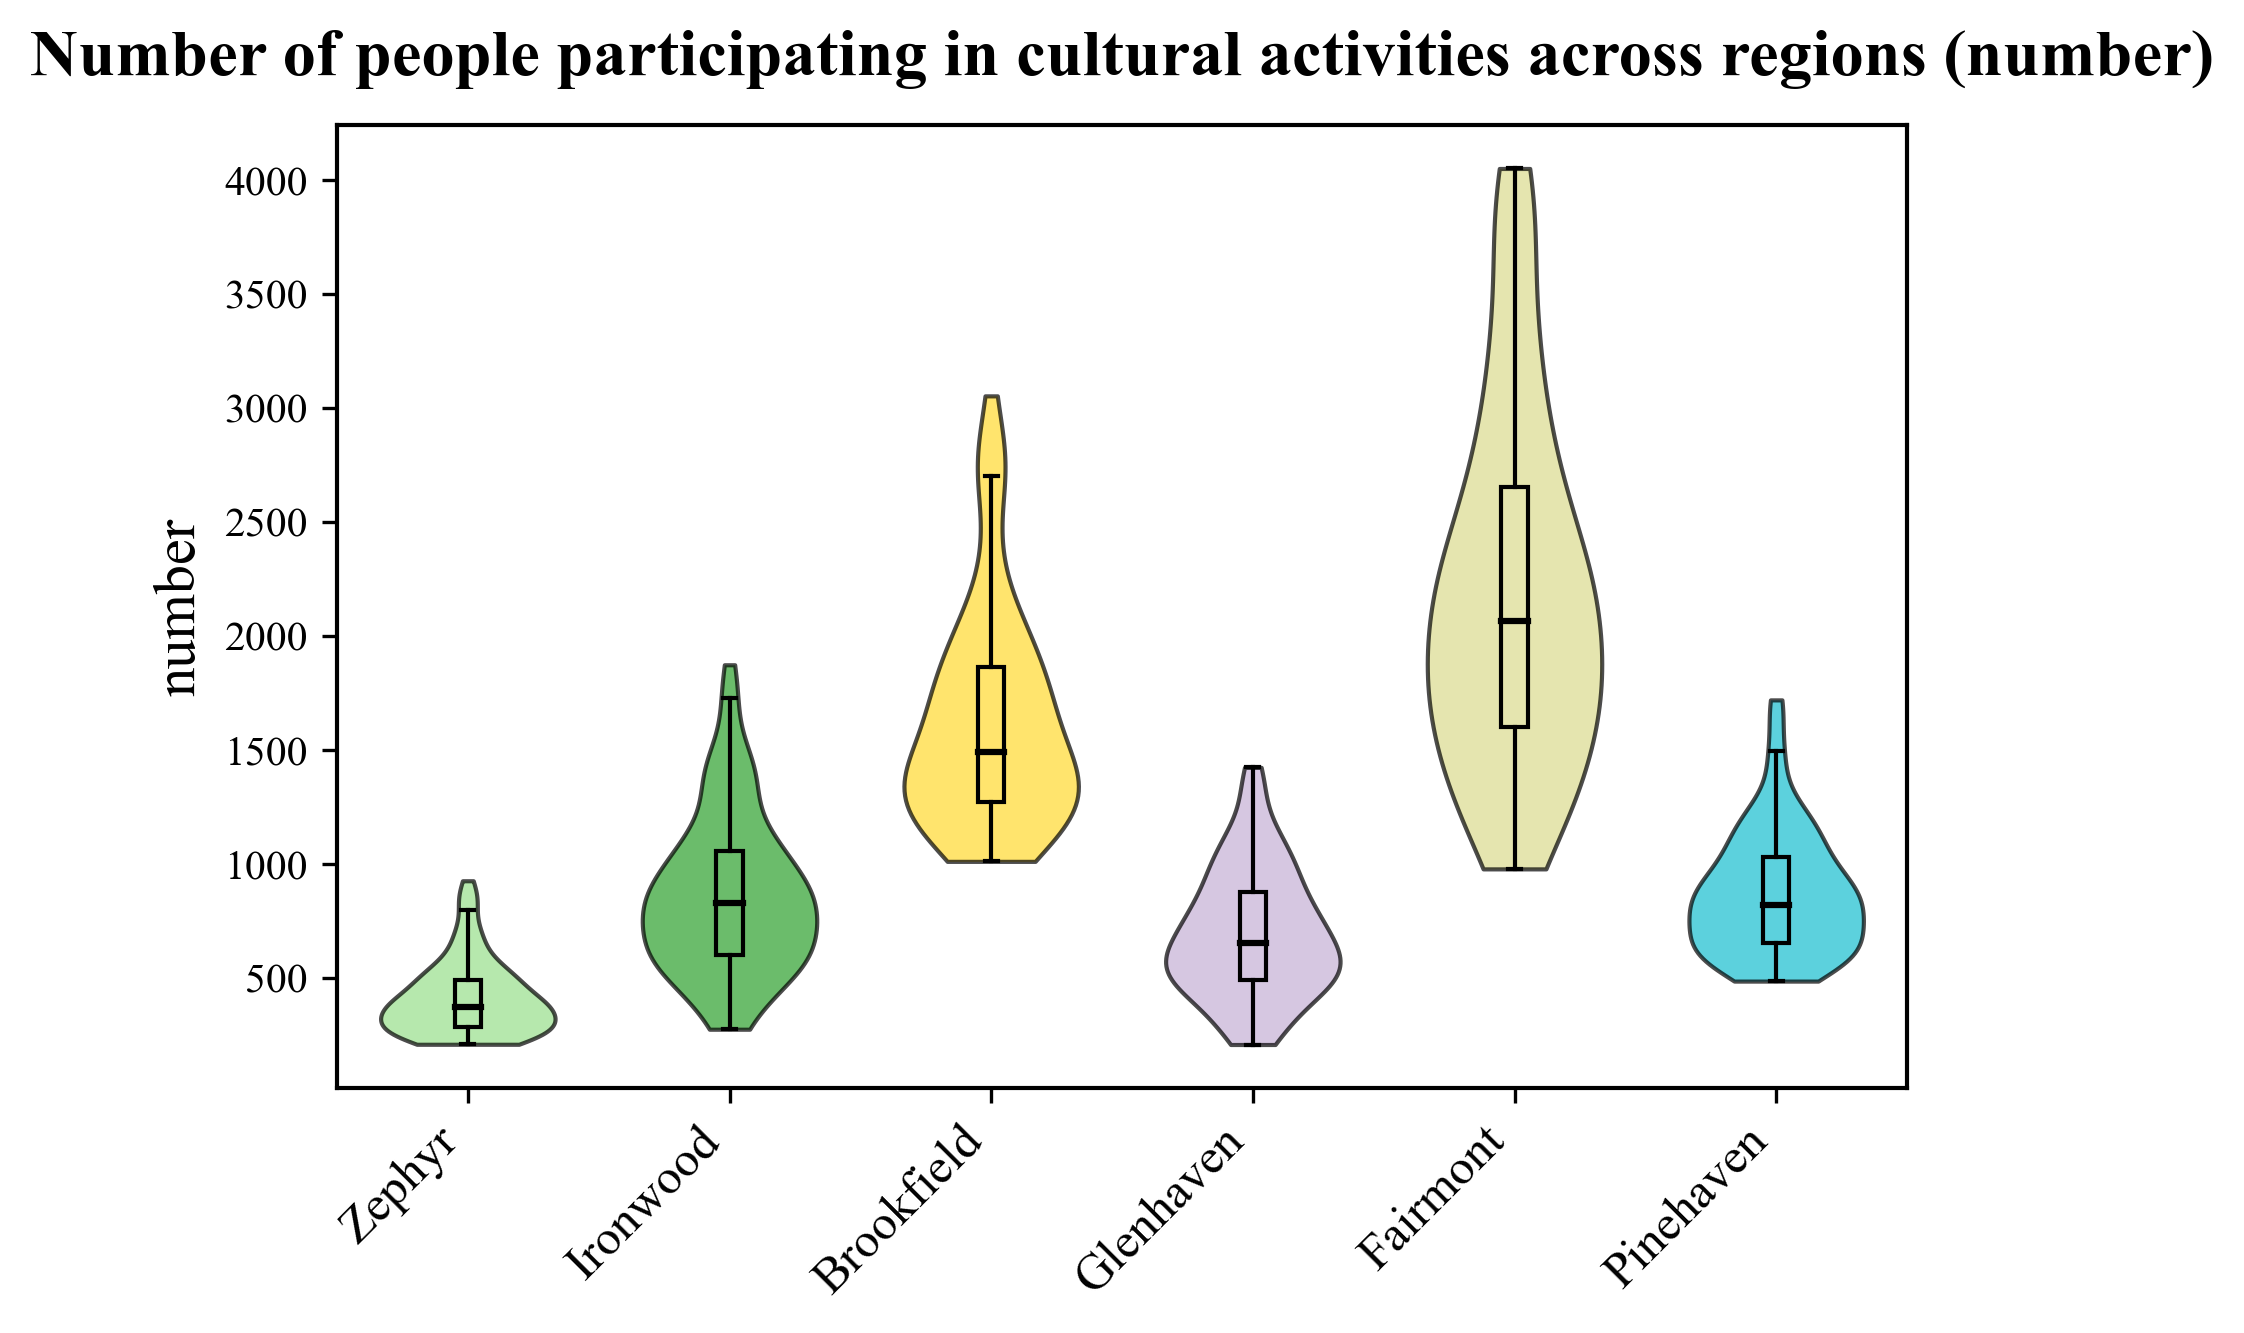 Number of people participating in cultural activities across regions (number)
number
4000
3500
3000
2500
2000
1500
1000
500
Zephyr
Ironwood
Brookfield
Glenhaven
Fairmont
Pinehaven